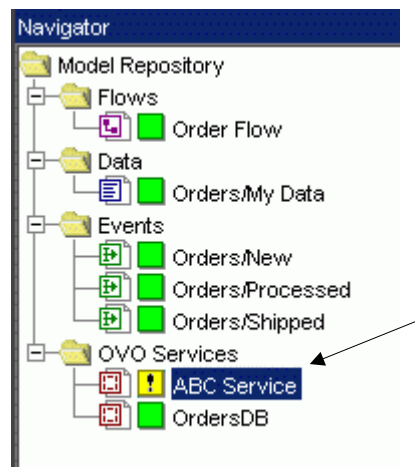 Navigator
Model Repository
Flows
Order Flow
Data
Orders/My Data
Events
Orders/New
Orders/Processed
Orders/Shipped
OVO Services
ABC Service
OrdersDB